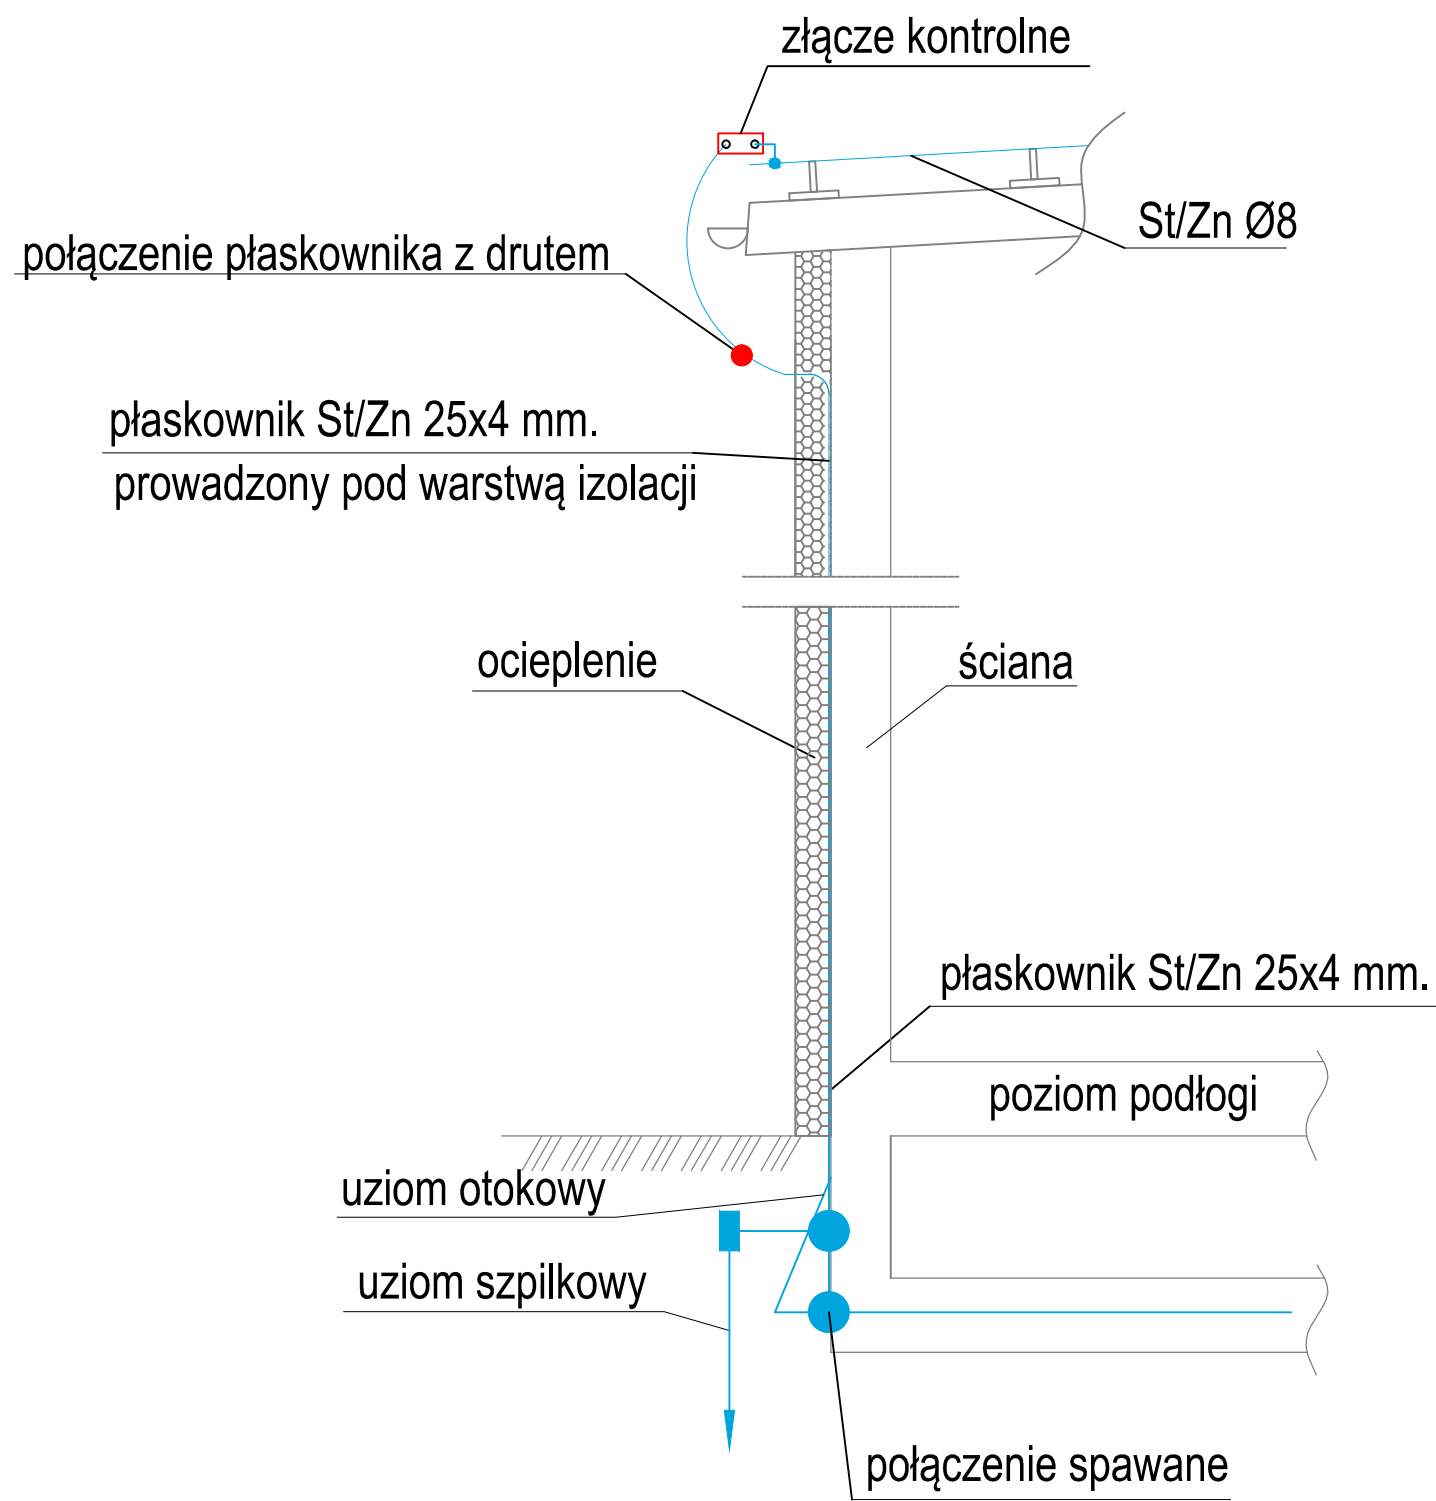 złącze kontrolne
St/Zn Ø8
połączenie płaskownika z drutem
płaskownik St/Zn 25x4 mm.
prowadzony pod warstwą izolacji
ocieplenie
ściana
płaskownik St/Zn 25x4 mm.
poziom podłogi
uziom otokowy
uziom szpilkowy
połączenie spawane